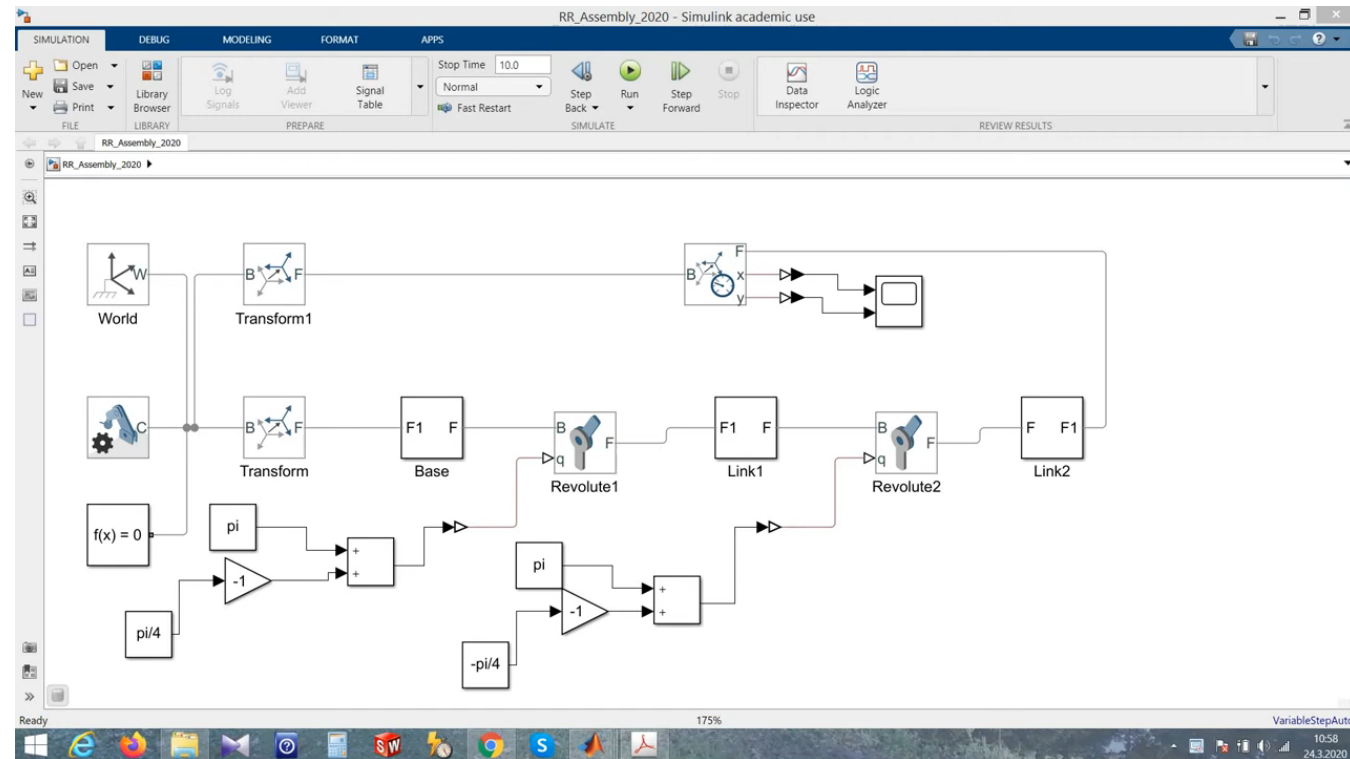 RR_Assembly_2020 - Simulink academic use
SIMULATION DEBUG MODELING FORMAT APPS
New
Open
Save
Print
FILE
Library Browser
LIBRARY
Log Signals
Add Viewer
Signal Table
PREPARE
Stop Time 10.0
Normal
Fast Restart
Step Back
Run
Step Forward
Stop
SIMULATE
Data Inspector
Logic Analyzer
REVIEW RESULTS
RR_Assembly_2020
RR_Assembly_2020
W
World
B F
Transform1
B F x y
C
B F
Transform
F1 F
Base
B q F
Revolute1
F1 F
Link1
B q F
Revolute2
F F1
Link2
f(x) = 0
pi
-1
+
+
pi/4
pi
-1
+
+
-pi/4
Ready
175%
VariableStepAuto
10:58
24.3.2020